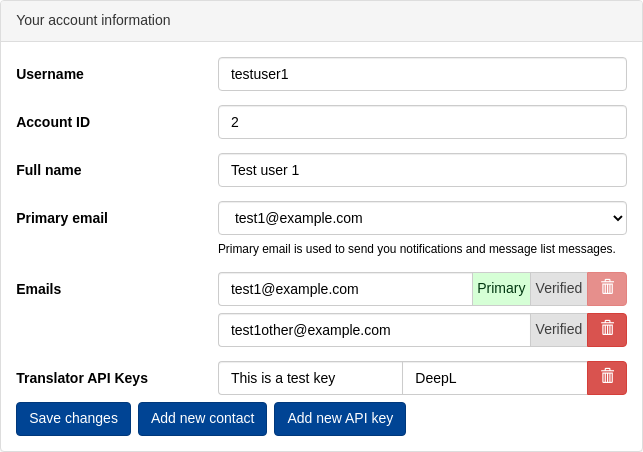 Your account information
Username testuser1
Account ID 2
Full name Test user 1
Primary email test1@example.com
Primary email is used to send you notifications and message list messages.
Emails test1@example.com Primary Verified
test1other@example.com Verified
Translator API Keys This is a test key DeepL
Save changes Add new contact Add new API key